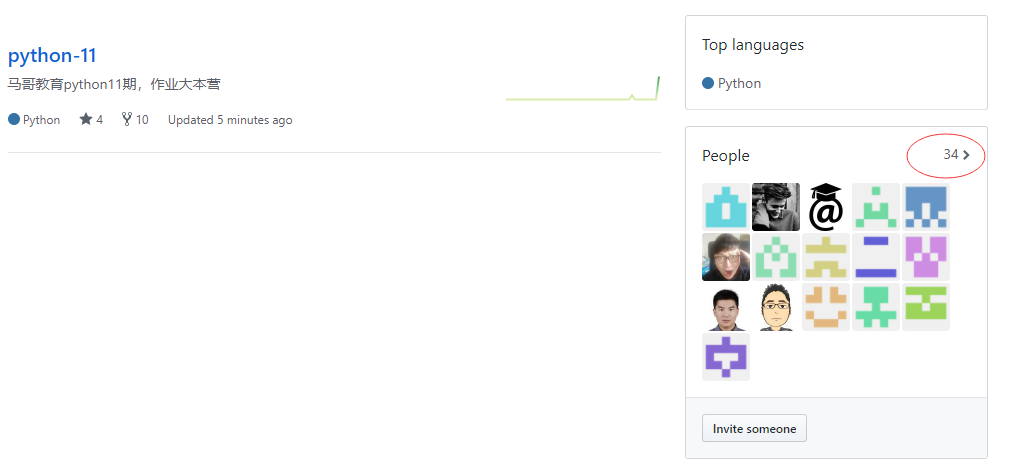 python-11
马哥教育python11期，作业大本营
Python 4 10 Updated 5 minutes ago
Top languages
Python
People 34
@
Invite someone